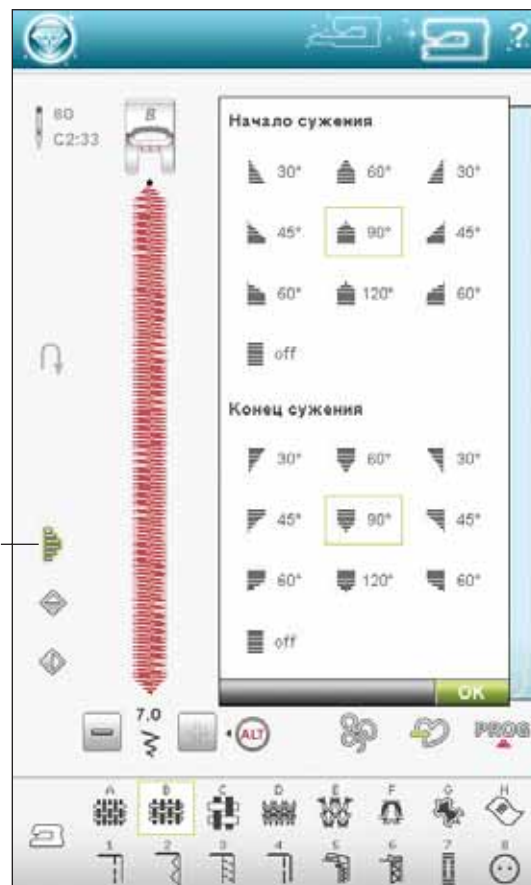 ?
80
C2:33
B
Начало сужения
30° 60° 30°
45° 90° 45°
60° 120° 60°
off
Конец сужения
30° 60° 30°
45° 90° 45°
60° 120° 60°
off
OK
7.0
ALT
PROG
A B C D E F G H
1 2 3 4 5 6 7 8